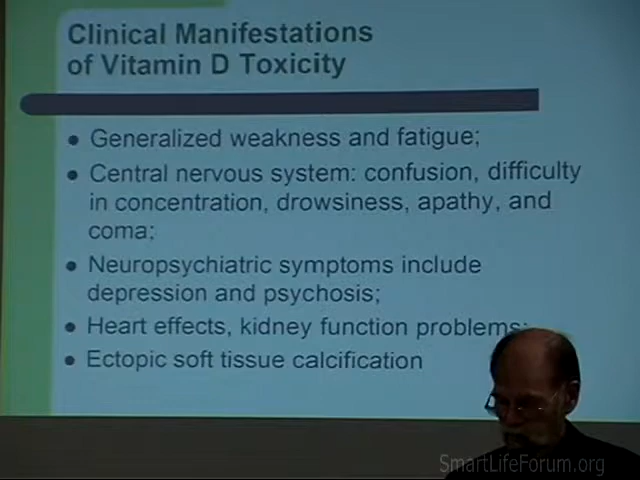 Clinical Manifestations
of Vitamin D Toxicity
● Generalized weakness and fatigue;
● Central nervous system: confusion, difficulty
in concentration, drowsiness, apathy, and
coma;
● Neuropsychiatric symptoms include
depression and psychosis;
● Heart effects, kidney function problems;
● Ectopic soft tissue calcification
SmartLifeForum.org